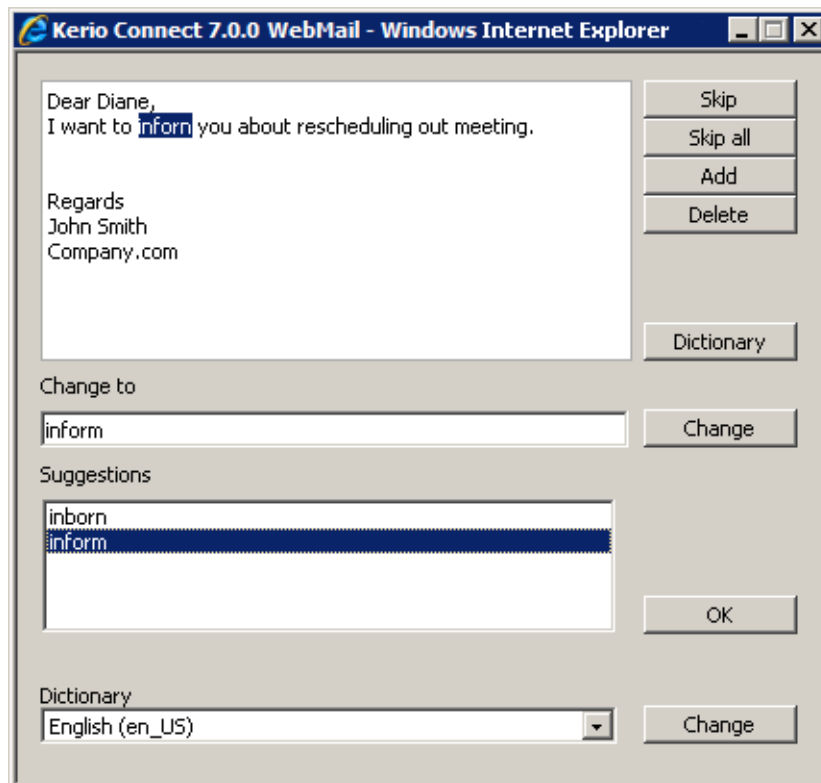 Kerio Connect 7.0.0 WebMail - Windows Internet Explorer
Dear Diane,
I want to inforn you about rescheduling out meeting.
Regards
John Smith
Company.com
Skip
Skip all
Add
Delete
Dictionary
Change to
inform
Change
Suggestions
inborn
inform
OK
Dictionary
English (en_US)
Change